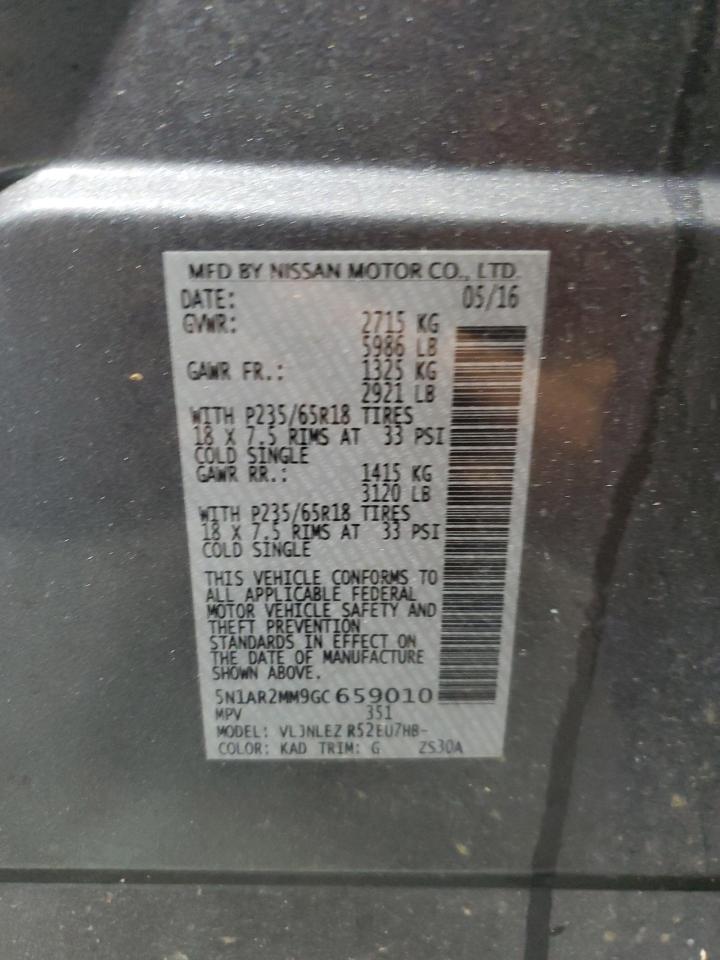 MFD BY NISSAN MOTOR CO., LTD.
DATE: 05/16
GVWR: 2715 KG
5986 LB
GAWR FR.: 1325 KG
2921 LB
WITH P235/65R18 TIRES
18 X 7.5 RIMS AT 33 PSI
COLD SINGLE
GAWR RR.: 1415 KG
3120 LB
WITH P235/65R18 TIRES
18 X 7.5 RIMS AT 33 PSI
COLD SINGLE
THIS VEHICLE CONFORMS TO
ALL APPLICABLE FEDERAL
MOTOR VEHICLE SAFETY AND
THEFT PREVENTION
STANDARDS IN EFFECT ON
THE DATE OF MANUFACTURE
SHOWN ABOVE.
5N1AR2MM9GC659010
MPV 351
MODEL: VLJNLEZ R52EU7HB-
COLOR: KAD TRIM: G ZS30A